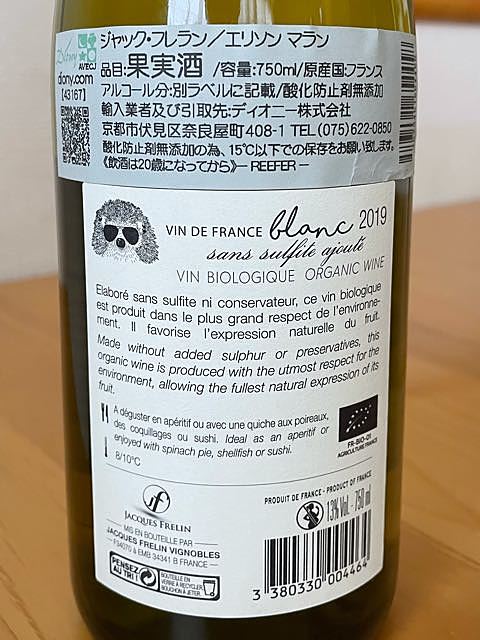 Diony
AVECJ
diony.com
[43167]
ジャック・フレラン／エリソン マラン
品目:果実酒 /容量:750ml/原産国:フランス
アルコール分:別ラベルに記載/酸化防止剤無添加
輸入業者及び引取先:ディオニー株式会社
京都市伏見区奈良屋町408-1 TEL(075)622-0850
酸化防止剤無添加の為、15℃以下での保存をお願い致します。
《飲酒は20歳になってから》— REEFER —
VIN DE FRANCE blanc 2019
sans sulfite ajouté
VIN BIOLOGIQUE ORGANIC WINE
Elaboré sans sulfite ni conservateur, ce vin biologique
est produit dans le plus grand respect de l'environne-
ment. Il favorise l'expression naturelle du fruit.
Made without added sulphur or preservatives, this
organic wine is produced with the utmost respect for the
environment, allowing the fullest natural expression of its
fruit.
A déguster en apéritif ou avec une quiche aux poireaux,
des coquillages ou sushi. Ideal as an aperitif or
enjoyed with spinach pie, shellfish or sushi.
8/10°C
FR-BIO-01
AGRICULTURE FRANCE
JF
JACQUES FRELIN
MIS EN BOUTEILLE PAR
JACQUES FRELIN VIGNOBLES
F34070 à EMB 34341 B FRANCE
PENSEZ
AU TRI !
BOUTEILLE EN
VERRE À RECYCLER
BOUCHON À JETER
PRODUIT DE FRANCE - PRODUCT OF FRANCE
13% Vol. - 750 ml
3 380330 004464